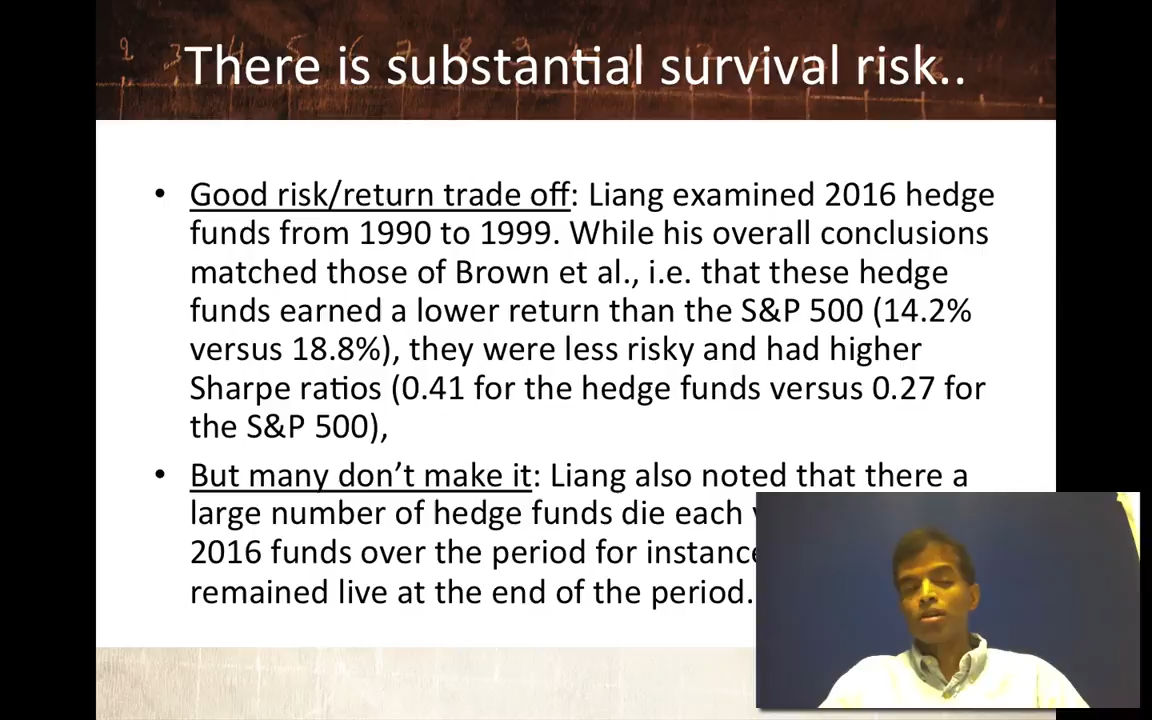 There is substantial survival risk..
• Good risk/return trade off: Liang examined 2016 hedge
funds from 1990 to 1999. While his overall conclusions
matched those of Brown et al., i.e. that these hedge
funds earned a lower return than the S&P 500 (14.2%
versus 18.8%), they were less risky and had higher
Sharpe ratios (0.41 for the hedge funds versus 0.27 for
the S&P 500),
• But many don’t make it: Liang also noted that there a
large number of hedge funds die each
2016 funds over the period for instance
remained live at the end of the period.